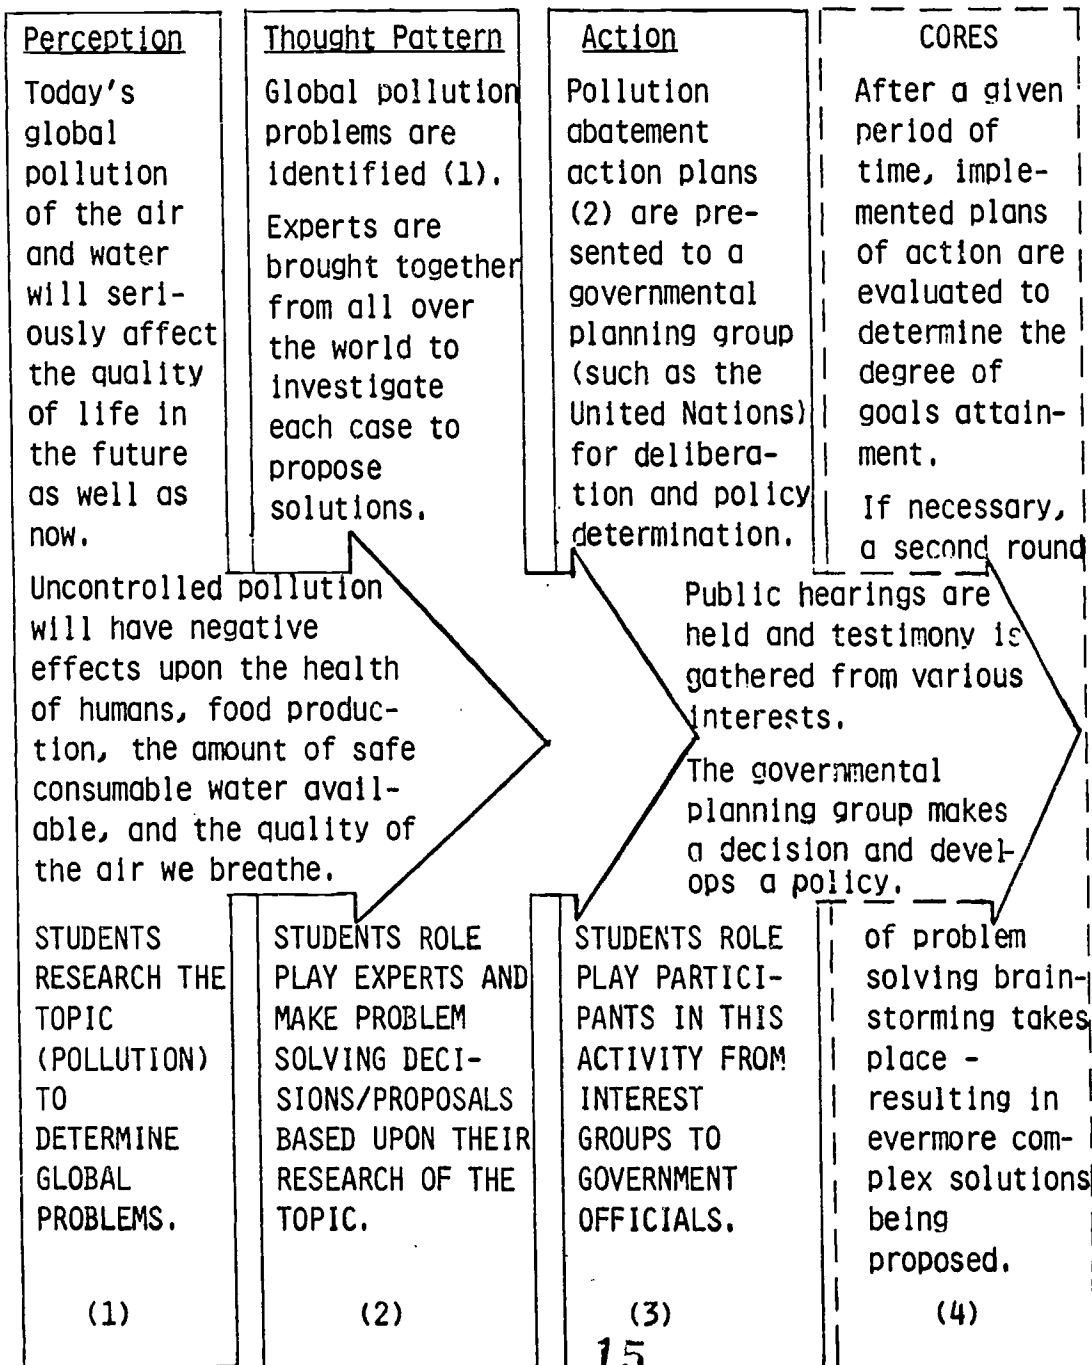 Perception
Today's
global
pollution
of the air
and water
will seri-
ously affect
the quality
of life in
the future
as well as
now.
Uncontrolled pollution
will have negative
effects upon the health
of humans, food produc-
tion, the amount of safe
consumable water avail-
able, and the quality of
the air we breathe.
STUDENTS
RESEARCH THE
TOPIC
(POLLUTION)
TO
DETERMINE
GLOBAL
PROBLEMS.
(1)
Thought Pattern
Global pollution
problems are
identified (1).
Experts are
brought together
from all over
the world to
investigate
each case to
propose
solutions.
STUDENTS ROLE
PLAY EXPERTS AND
MAKE PROBLEM
SOLVING DECI-
SIONS/PROPOSALS
BASED UPON THEIR
RESEARCH OF THE
TOPIC.
(2)
Action
Pollution
abatement
action plans
(2) are pre-
sented to a
governmental
planning group
(such as the
United Nations)
for delibera-
tion and policy
determination.
Public hearings are
held and testimony is
gathered from various
interests.
The governmental
planning group makes
a decision and devel-
ops a policy.
STUDENTS ROLE
PLAY PARTICI-
PANTS IN THIS
ACTIVITY FROM
INTEREST
GROUPS TO
GOVERNMENT
OFFICIALS.
(3)
CORES
After a given
period of
time, imple-
mented plans
of action are
evaluated to
determine the
degree of
goals attain-
ment.
If necessary,
a second round
of problem
solving brain-
storming takes
place -
resulting in
evermore com-
plex solutions
being
proposed.
(4)
15